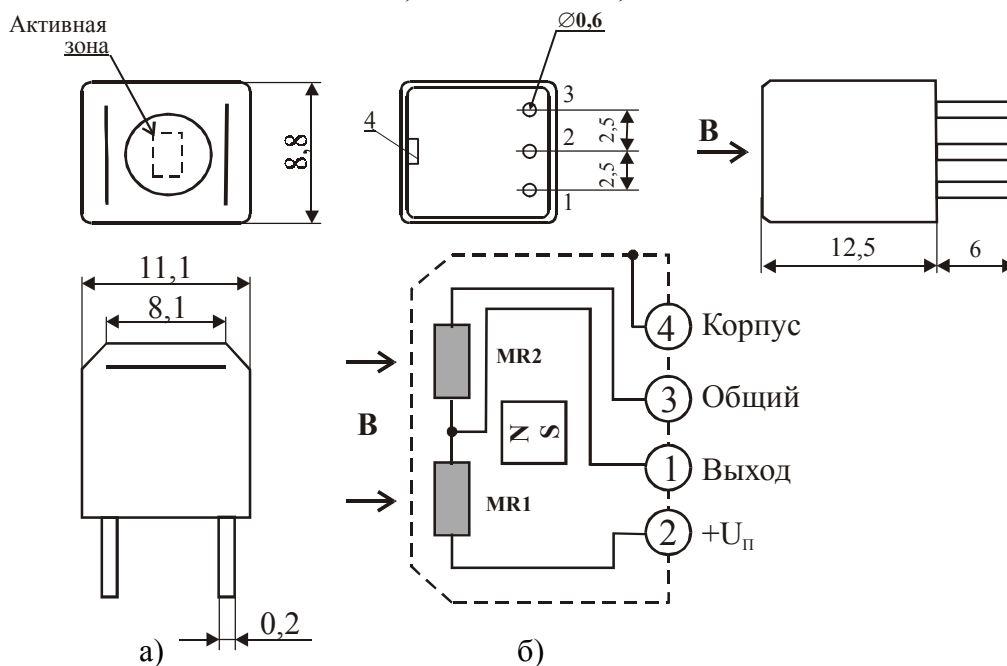 Активная
зона
8,8
∅0,6
3
4
2
1
2,5
2,5
В
12,5
6
11,1
8,1
0,2
а)
В
MR2
MR1
N
S
4
Корпус
3
Общий
1
Выход
2
+U_П
б)